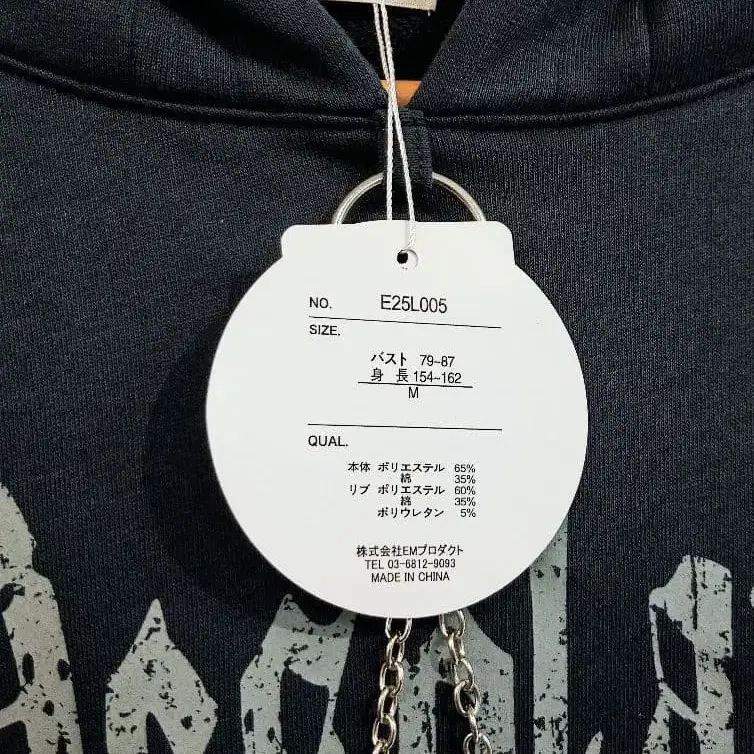 NO. E25L005
SIZE.
バスト 79~87
身 長 154~162
M
QUAL.
本体 ポリエステル 65%
綿 35%
リブ ポリエステル 60%
綿 35%
ポリウレタン 5%
株式会社EMプロダクト
TEL 03-6812-9093
MADE IN CHINA